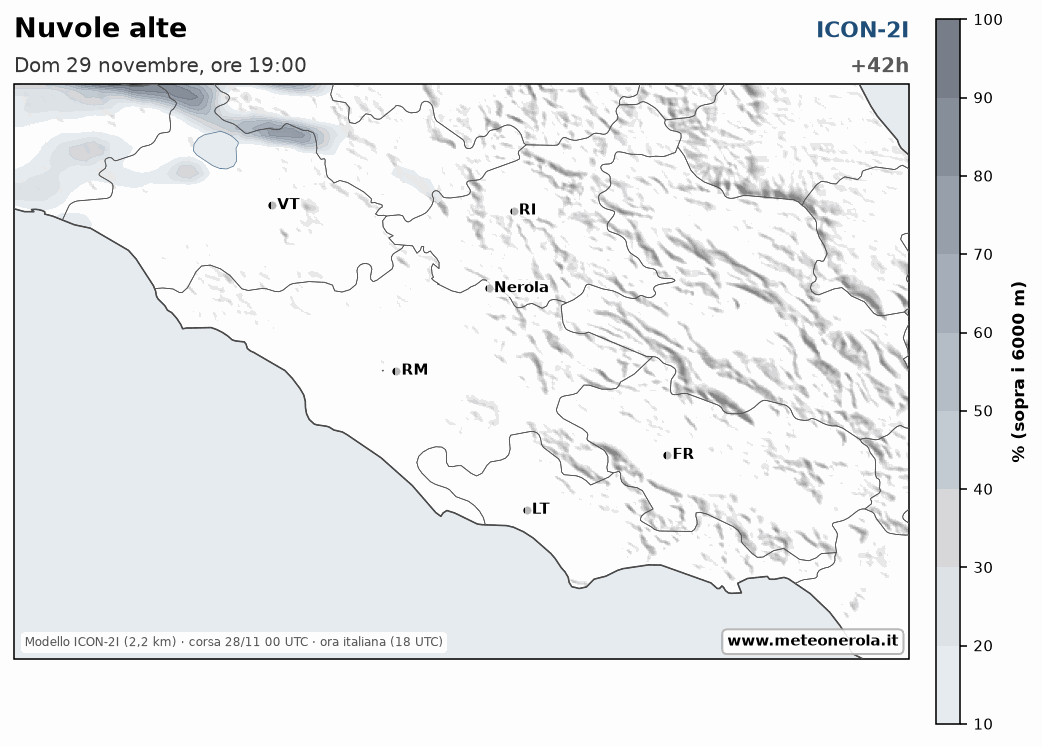 Nuvole alte
ICON-2I
Dom 29 novembre, ore 19:00
+42h
100
90
80
70
60
50
40
30
20
10
% (sopra i 6000 m)
VT
RI
Nerola
RM
FR
LT
Modello ICON-2I (2,2 km) · corsa 28/11 00 UTC · ora italiana (18 UTC)
www.meteonerola.it